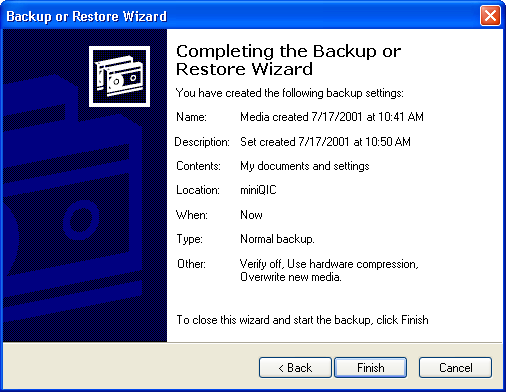 Backup or Restore Wizard
Completing the Backup or
Restore Wizard
You have created the following backup settings:
Name: Media created 7/17/2001 at 10:41 AM
Description: Set created 7/17/2001 at 10:50 AM
Contents: My documents and settings
Location: miniQIC
When: Now
Type: Normal backup.
Other: Verify off, Use hardware compression,
Overwrite new media.
To close this wizard and start the backup, click Finish
< Back Finish Cancel